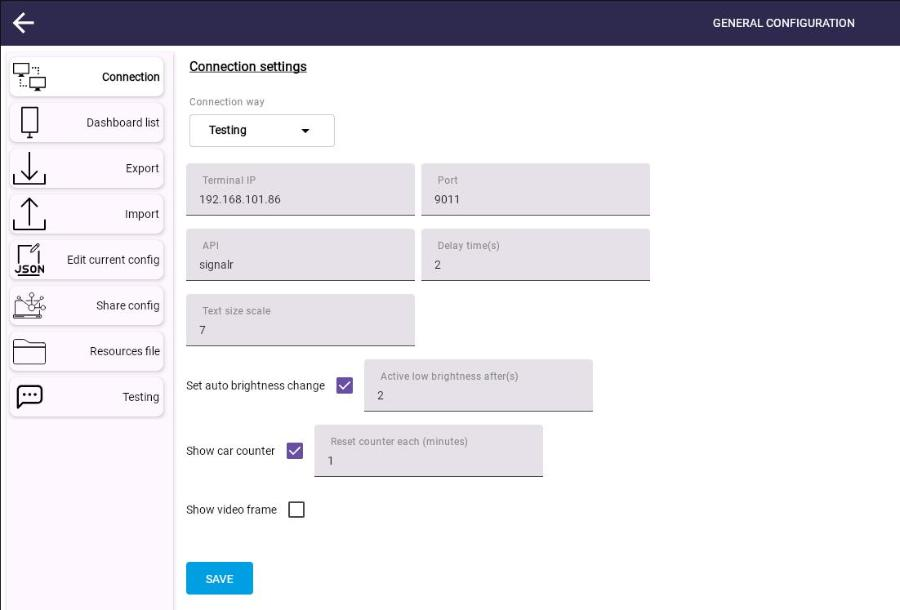 GENERAL CONFIGURATION
Connection
Dashboard list
Export
Import
JSON
Edit current config
Share config
Resources file
Testing
Connection settings
Connection way
Testing
Terminal IP
192.168.101.86
Port
9011
API
signalr
Delay time(s)
2
Text size scale
7
Set auto brightness change
Active low brightness after(s)
2
Show car counter
Reset counter each (minutes)
1
Show video frame
SAVE